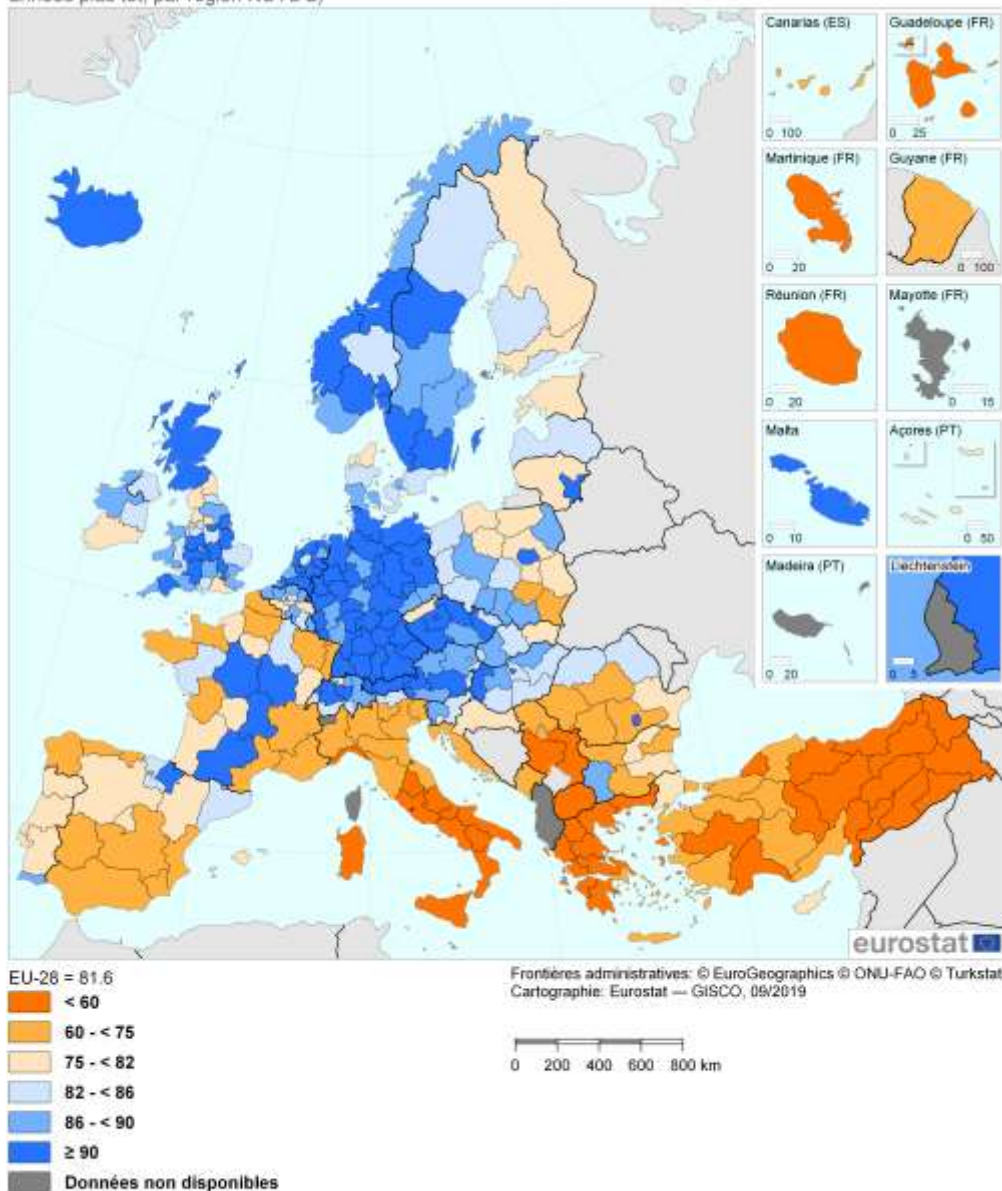 Canarias (ES)
0 100
Guadeloupe (FR)
0 25
Martinique (FR)
0 20
Guyane (FR)
0 100
Réunion (FR)
0 20
Mayotte (FR)
0 15
Malta
0 10
Açores (PT)
0 50
Madeira (PT)
0 20
Liechtenstein
0 5
eurostat
EU-28 = 81.6
< 60
60 - < 75
75 - < 82
82 - < 86
86 - < 90
≥ 90
Données non disponibles
Frontières administratives: © EuroGeographics © ONU-FAO © Turkstat
Cartographie: Eurostat — GISCO, 09/2019
0 200 400 600 800 km